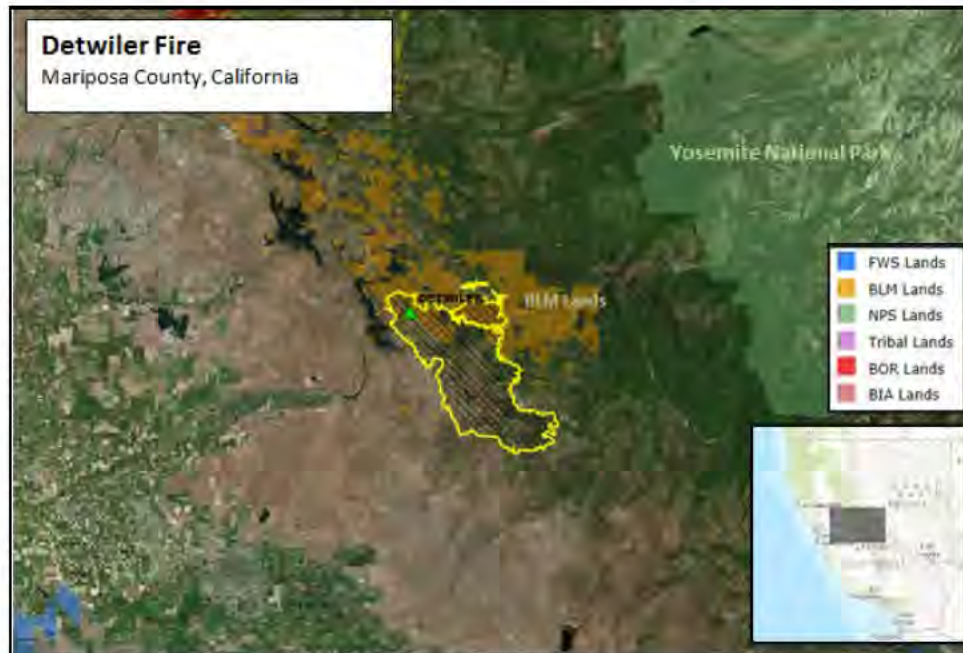 Detwiler Fire
Mariposa County, California
Yosemite National Park
FWS Lands
BLM Lands
NPS Lands
Tribal Lands
BOR Lands
BIA Lands
DETWILER
BLM Lands